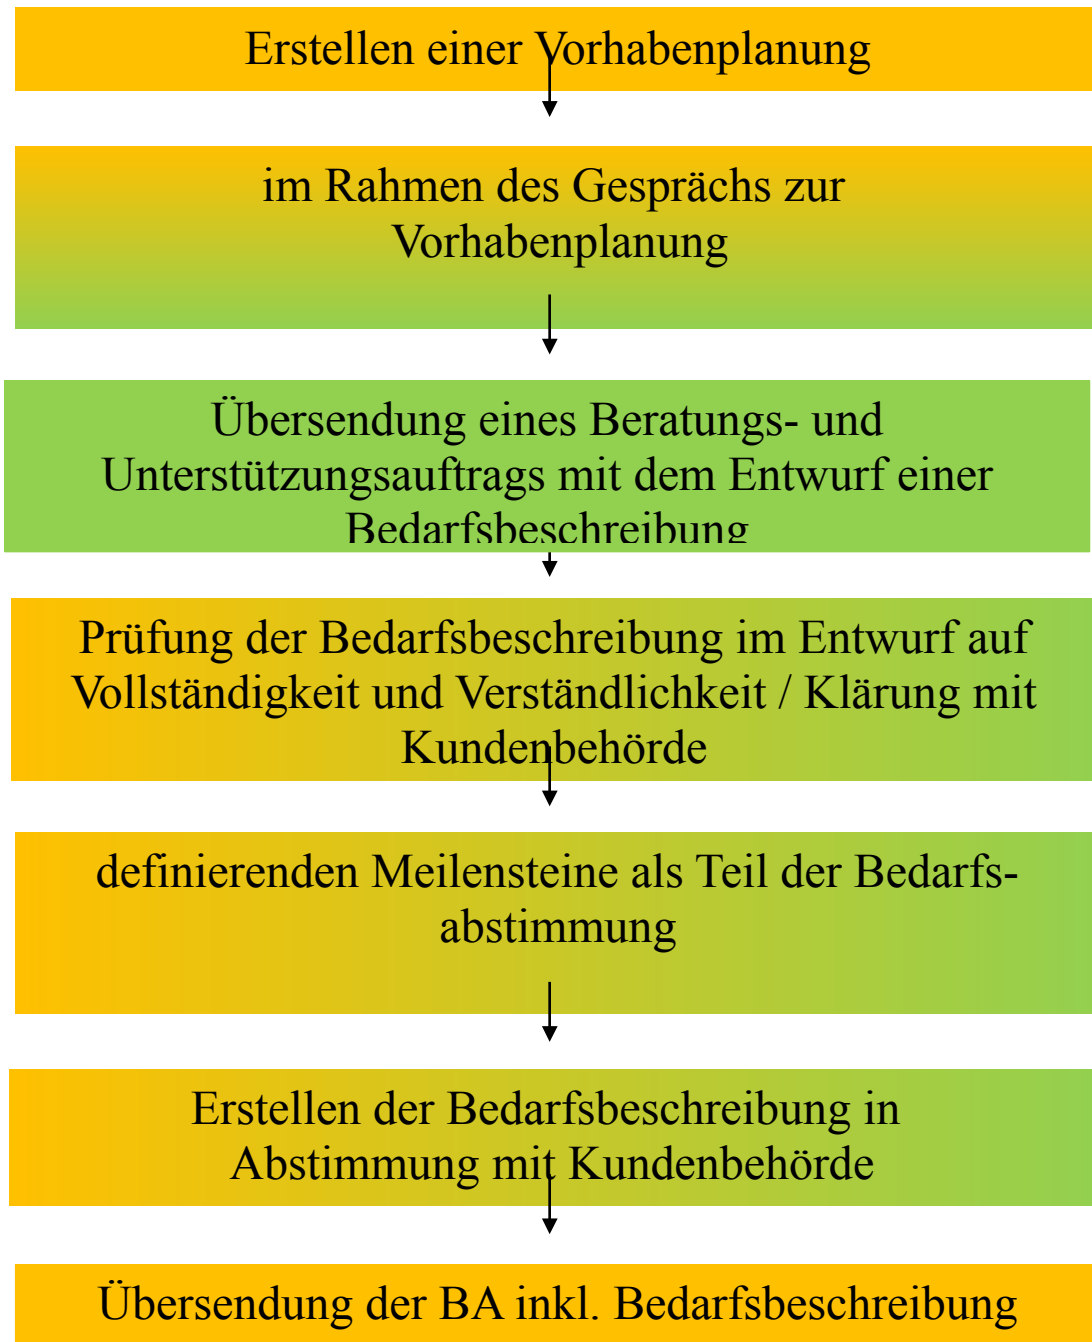 Erstellen einer Vorhabenplanung
im Rahmen des Gesprächs zur
Vorhabenplanung
Übersendung eines Beratungs- und
Unterstützungsauftrags mit dem Entwurf einer
Bedarfsbeschreibung
Prüfung der Bedarfsbeschreibung im Entwurf auf
Vollständigkeit und Verständlichkeit / Klärung mit
Kundenbehörde
definierenden Meilensteine als Teil der Bedarfs-
abstimmung
Erstellen der Bedarfsbeschreibung in
Abstimmung mit Kundenbehörde
Übersendung der BA inkl. Bedarfsbeschreibung